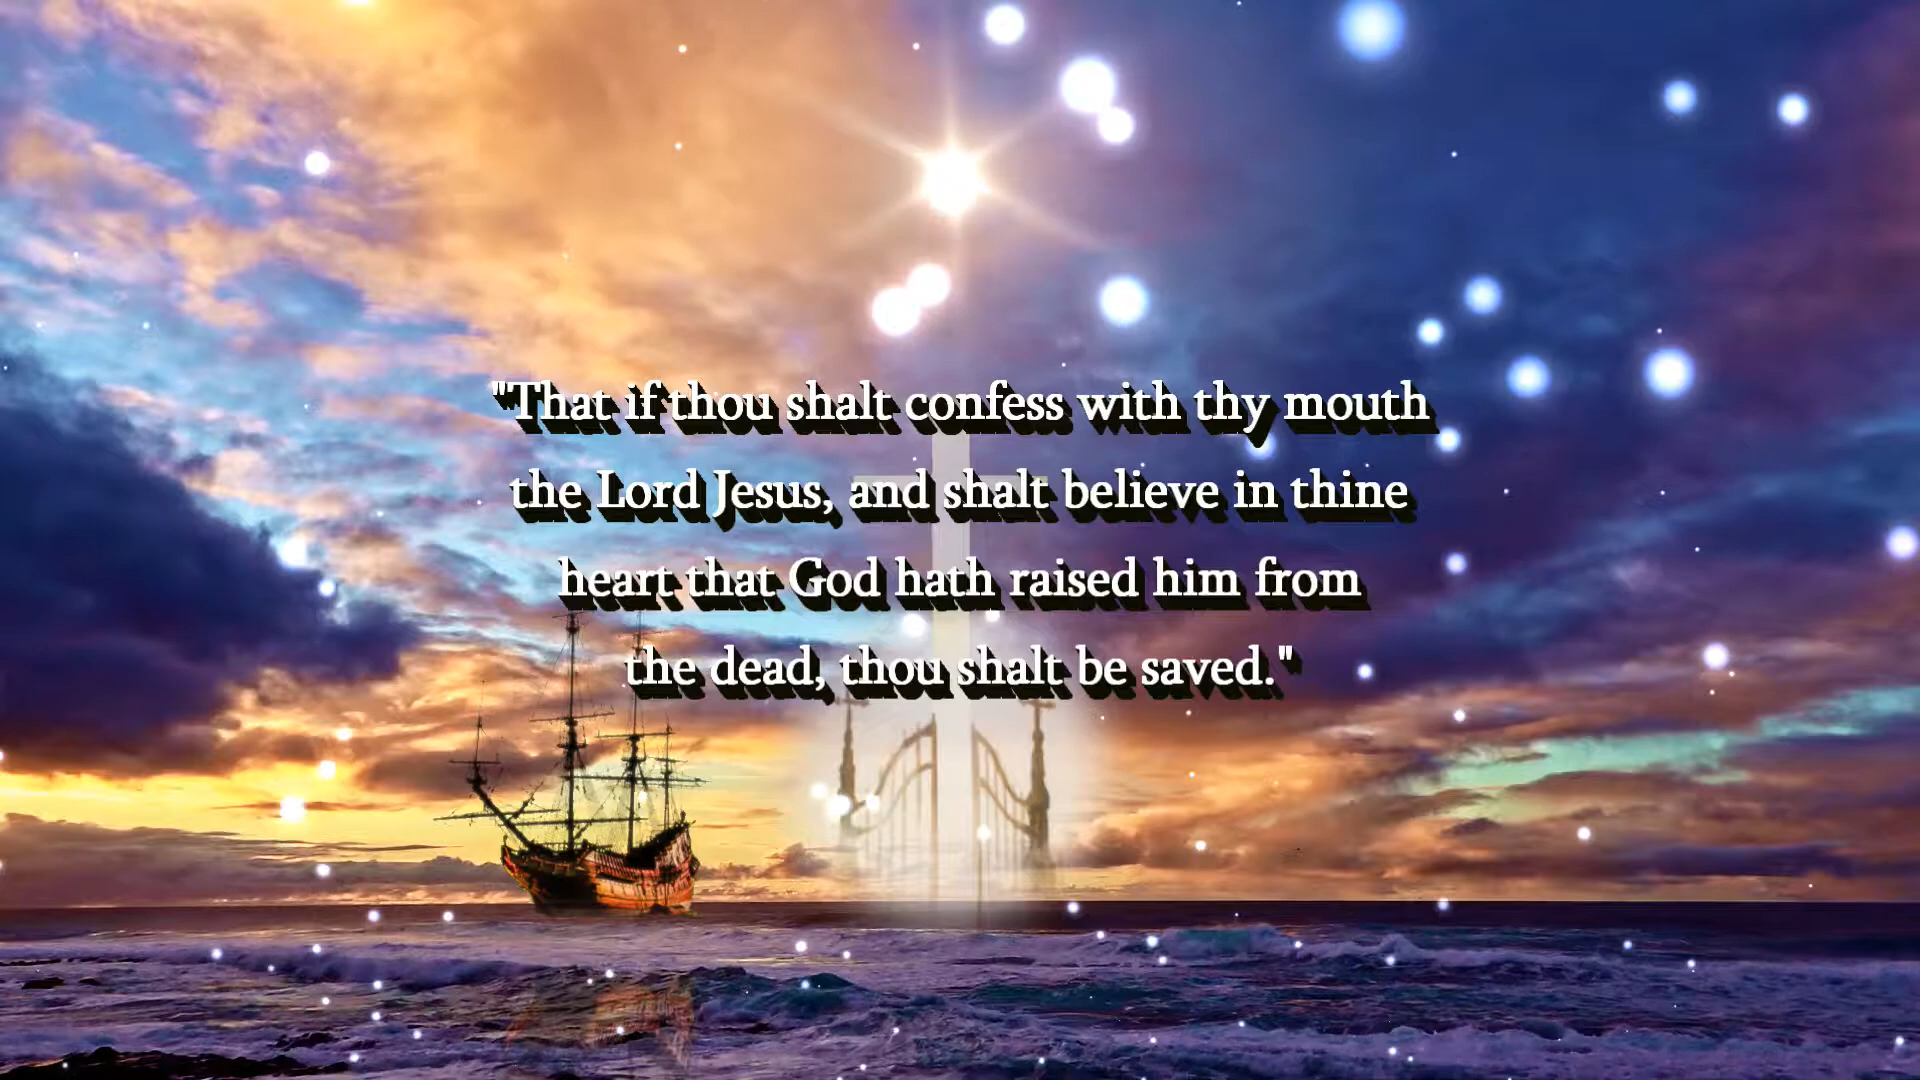 "That if thou shalt confess with thy mouth
the Lord Jesus, and shalt believe in thine
heart that God hath raised him from
the dead, thou shalt be saved."